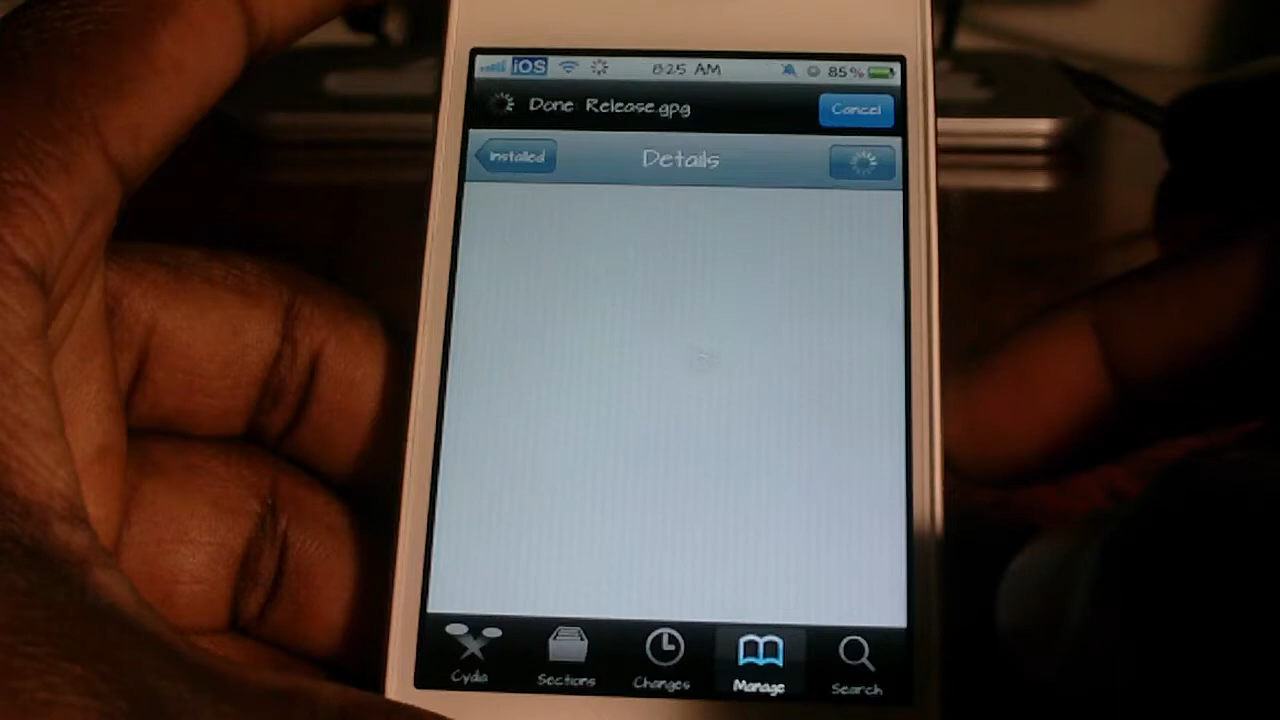 iOS 8:25 AM 85%
Done Release.gpg Cancel
Installed Details
Cydia Sections Changes Manage Search